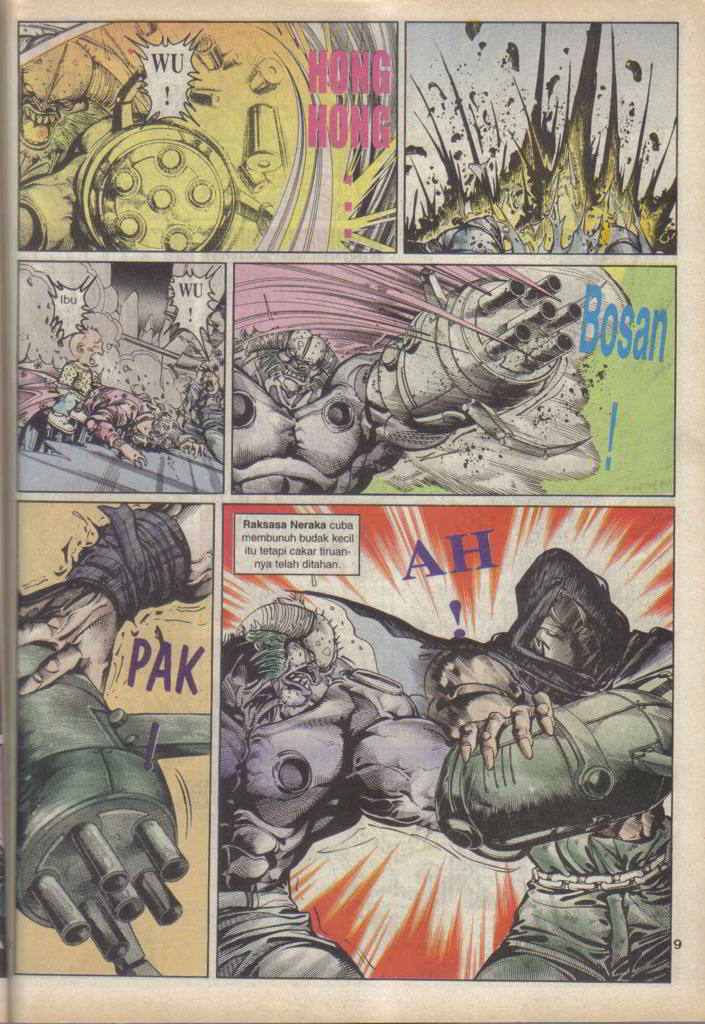 WU
!
HONG
HONG
...
Ibu
WU
!
Bosan
!
PAK
!
Raksasa Neraka cuba
membunuh budak kecil
itu tetapi cakar tiruan-
nya telah ditahan.
AH
!
9